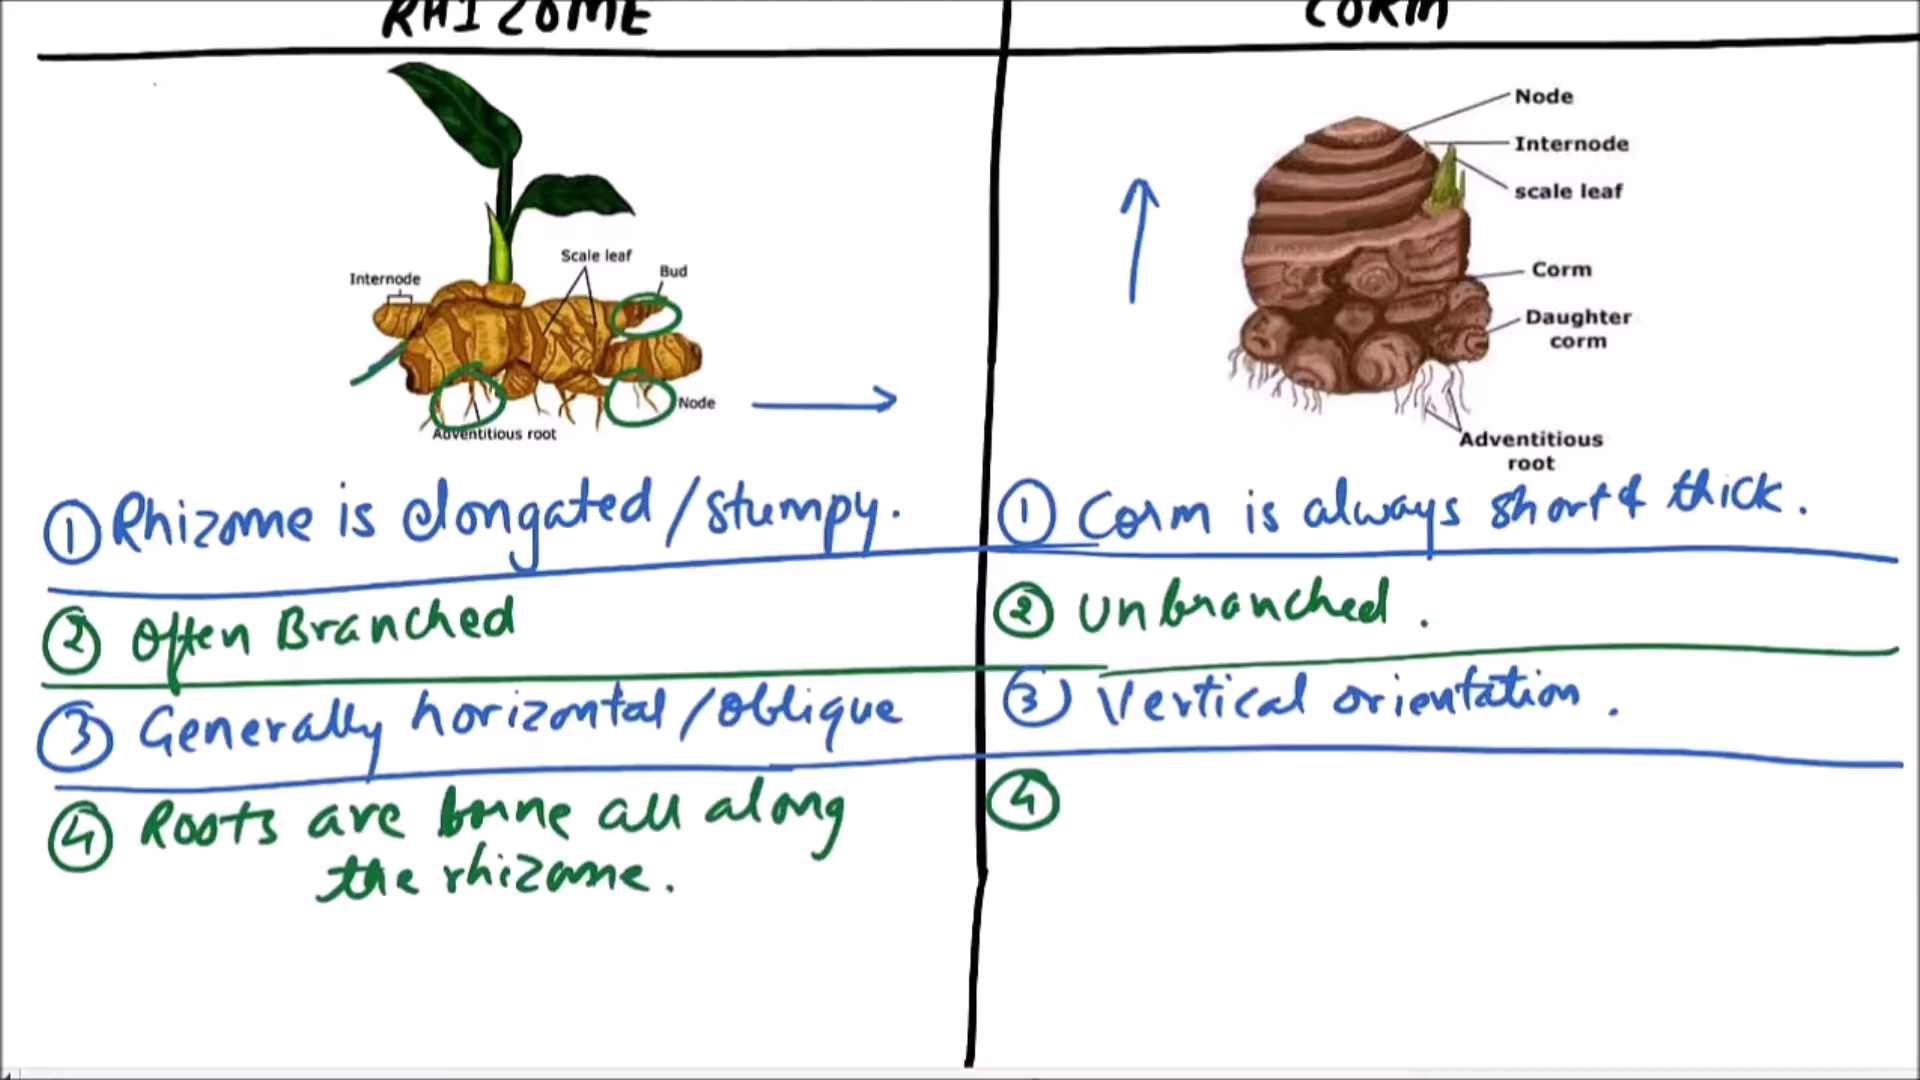 RHIZOME
CORM
Internode
Scale leaf
Bud
Node
Adventitious root
Node
Internode
scale leaf
Corm
Daughter
corm
Adventitious
root
① Rhizome is elongated/stumpy.
① Corm is always short & thick.
② Often Branched
② Unbranched.
③ Generally horizontal/oblique
③ Vertical orientation.
④ Roots are borne all along
the rhizome.
④